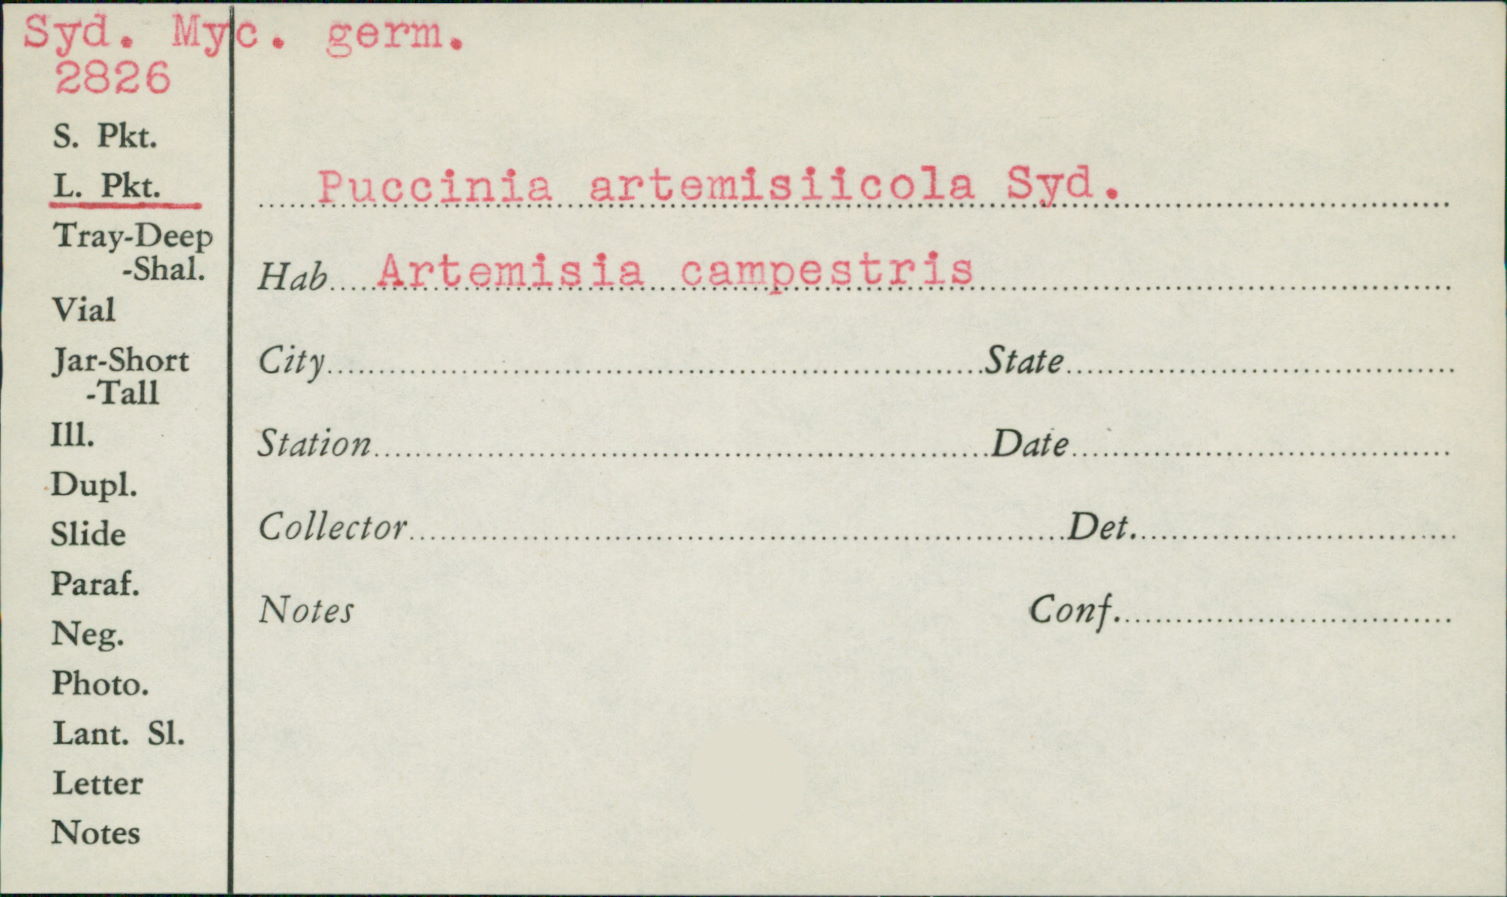 Syd. Myc. germ.
2826
S. Pkt.
L. Pkt.
Tray-Deep
-Shal.
Vial
Jar-Short
-Tall
Ill.
Dupl.
Slide
Paraf.
Neg.
Photo.
Lant. Sl.
Letter
Notes
Puccinia artemisiicola Syd.
Hab Artemisia campestris
City State
Station Date
Collector Det.
Notes Conf.